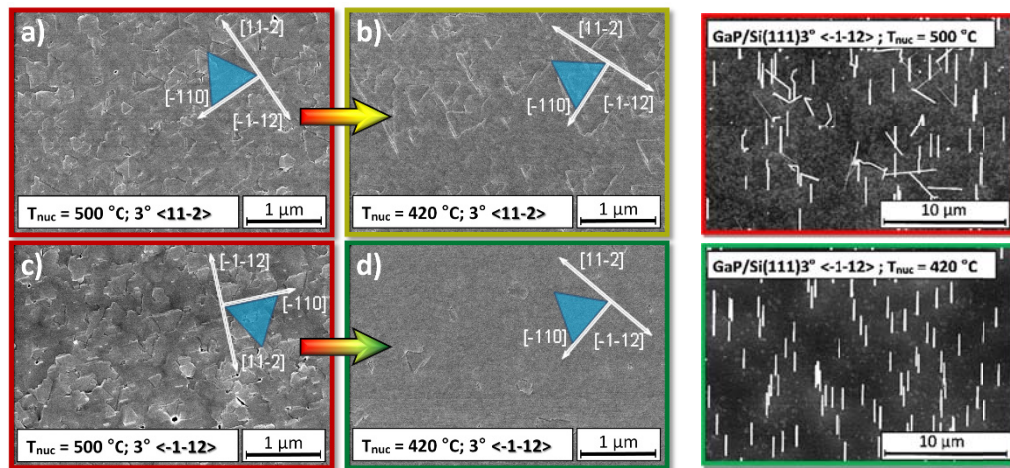 a)
[11-2]
[-110]
[-1-12]
T_nuc = 500 °C; 3° <11-2>
1 µm
b)
[11-2]
[-110]
[-1-12]
T_nuc = 420 °C; 3° <11-2>
1 µm
GaP/Si(111)3° <-1-12> ; T_nuc = 500 °C
10 µm
c)
[-1-12]
[-110]
[11-2]
T_nuc = 500 °C; 3° <-1-12>
1 µm
d)
[11-2]
[-110]
[-1-12]
T_nuc = 420 °C; 3° <-1-12>
1 µm
GaP/Si(111)3° <-1-12> ; T_nuc = 420 °C
10 µm